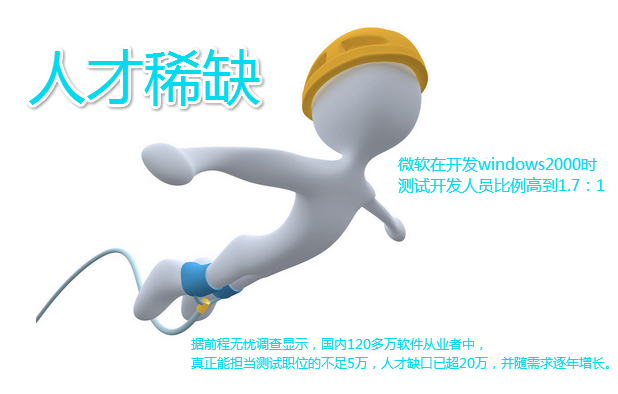 人才稀缺
微软在开发windows2000时
测试开发人员比例高到1.7：1
据前程无忧调查显示，国内120多万软件从业者中，
真正能担当测试职位的不足5万，人才缺口已超20万，并随需求逐年增长。